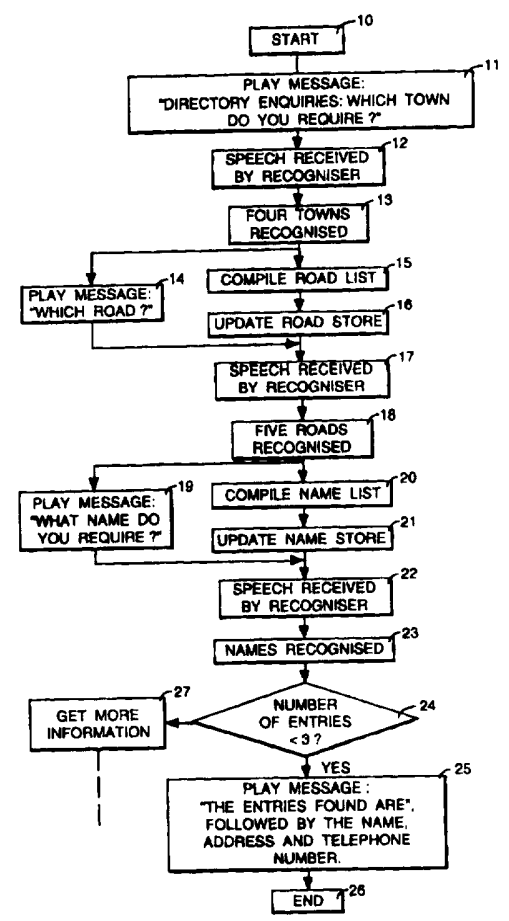 10
START
11
PLAY MESSAGE:
"DIRECTORY ENQUIRIES: WHICH TOWN
DO YOU REQUIRE ?"
12
SPEECH RECEIVED
BY RECOGNISER
13
FOUR TOWNS
RECOGNISED
14
PLAY MESSAGE:
"WHICH ROAD ?"
15
COMPILE ROAD LIST
16
UPDATE ROAD STORE
17
SPEECH RECEIVED
BY RECOGNISER
18
FIVE ROADS
RECOGNISED
19
PLAY MESSAGE:
"WHAT NAME DO
YOU REQUIRE ?"
20
COMPILE NAME LIST
21
UPDATE NAME STORE
22
SPEECH RECEIVED
BY RECOGNISER
23
NAMES RECOGNISED
24
NUMBER
OF ENTRIES
< 3 ?
27
GET MORE
INFORMATION
YES
25
PLAY MESSAGE :
"THE ENTRIES FOUND ARE",
FOLLOWED BY THE NAME,
ADDRESS AND TELEPHONE
NUMBER.
26
END